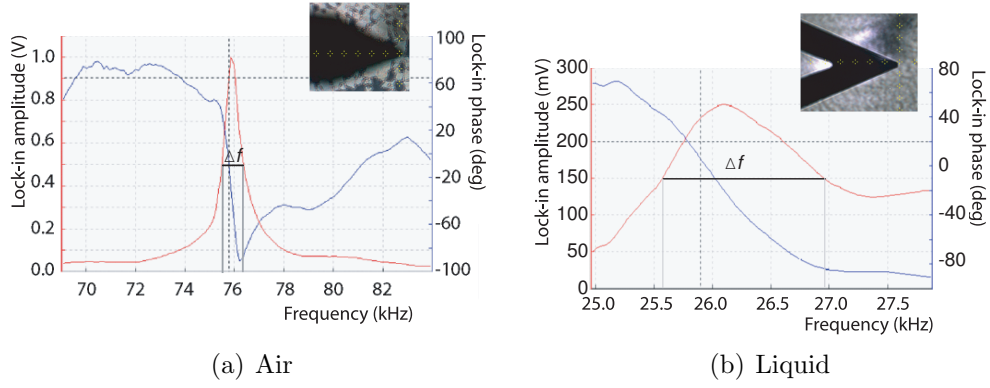 Lock-in amplitude (V)
1.0
0.8
0.6
0.4
0.2
0.0
70 72 74 76 78 80 82
Frequency (kHz)
Δf
100
60
20
-20
-60
-100
Lock-in phase (deg)
(a) Air
Lock-in amplitude (mV)
300
250
200
150
100
50
0
25.0 25.5 26.0 26.5 27.0 27.5
Frequency (kHz)
Δf
80
40
0
-40
-80
Lock-in phase (deg)
(b) Liquid